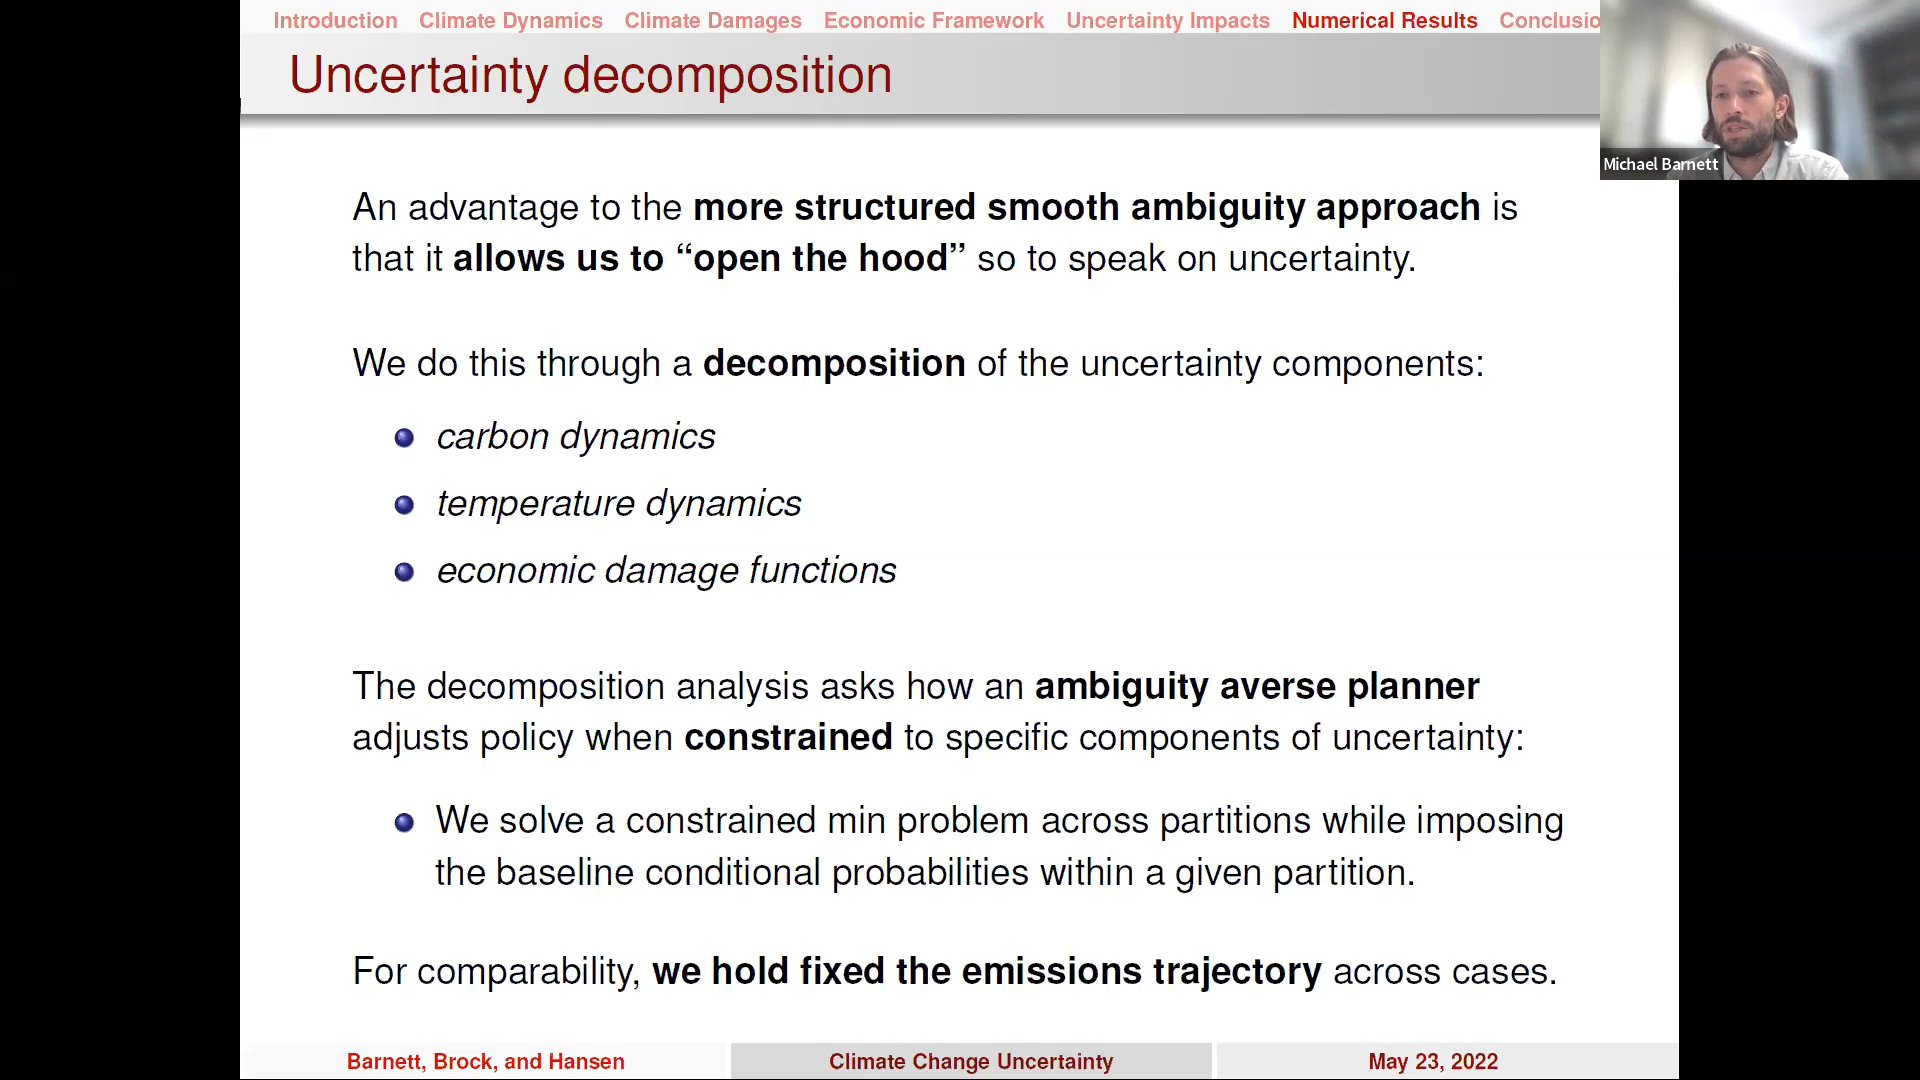 Introduction Climate Dynamics Climate Damages Economic Framework Uncertainty Impacts Numerical Results Conclusio
Uncertainty decomposition
Michael Barnett
An advantage to the more structured smooth ambiguity approach is
that it allows us to “open the hood” so to speak on uncertainty.
We do this through a decomposition of the uncertainty components:
carbon dynamics
temperature dynamics
economic damage functions
The decomposition analysis asks how an ambiguity averse planner
adjusts policy when constrained to specific components of uncertainty:
We solve a constrained min problem across partitions while imposing
the baseline conditional probabilities within a given partition.
For comparability, we hold fixed the emissions trajectory across cases.
Barnett, Brock, and Hansen Climate Change Uncertainty May 23, 2022